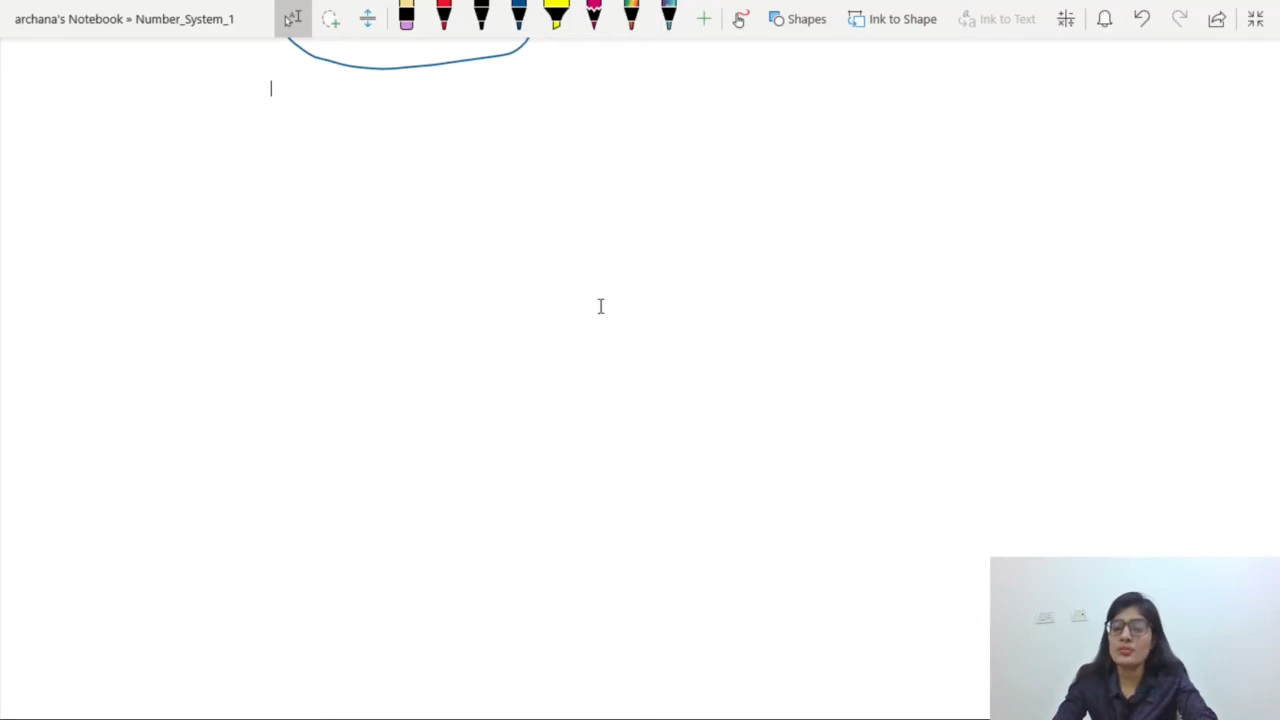 archana's Notebook » Number_System_1
Shapes
Ink to Shape
Ink to Text